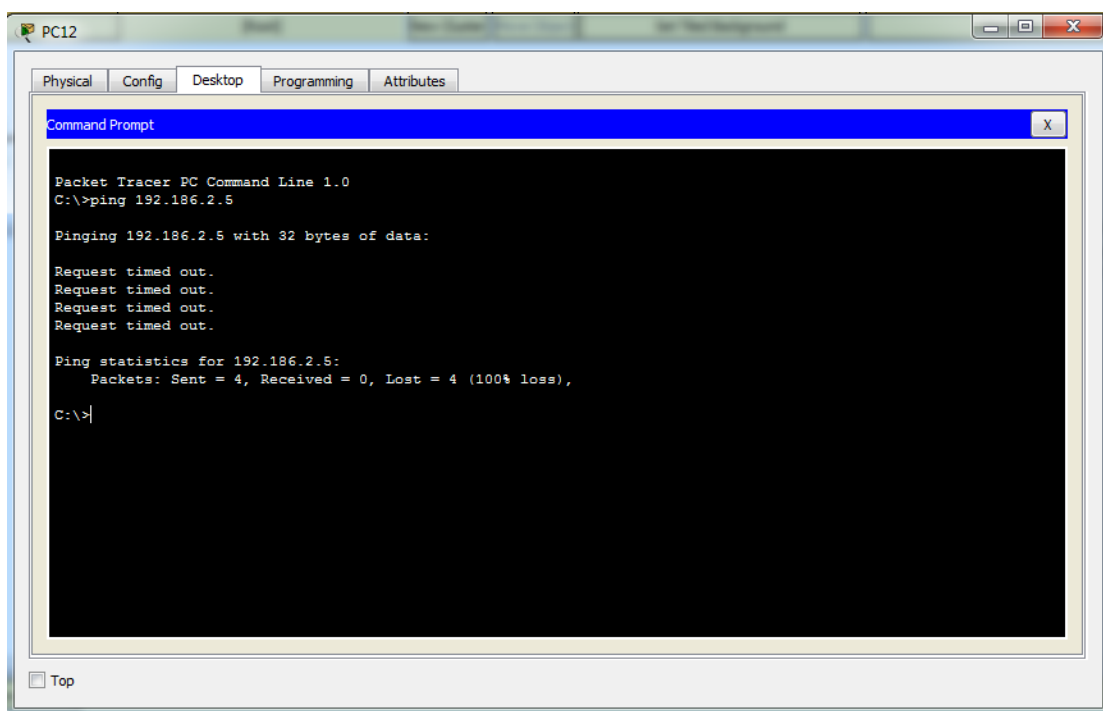 PC12
Physical Config Desktop Programming Attributes
Command Prompt
X
Packet Tracer PC Command Line 1.0
C:\>ping 192.186.2.5
Pinging 192.186.2.5 with 32 bytes of data:
Request timed out.
Request timed out.
Request timed out.
Request timed out.
Ping statistics for 192.186.2.5:
Packets: Sent = 4, Received = 0, Lost = 4 (100% loss),
C:\>
Top